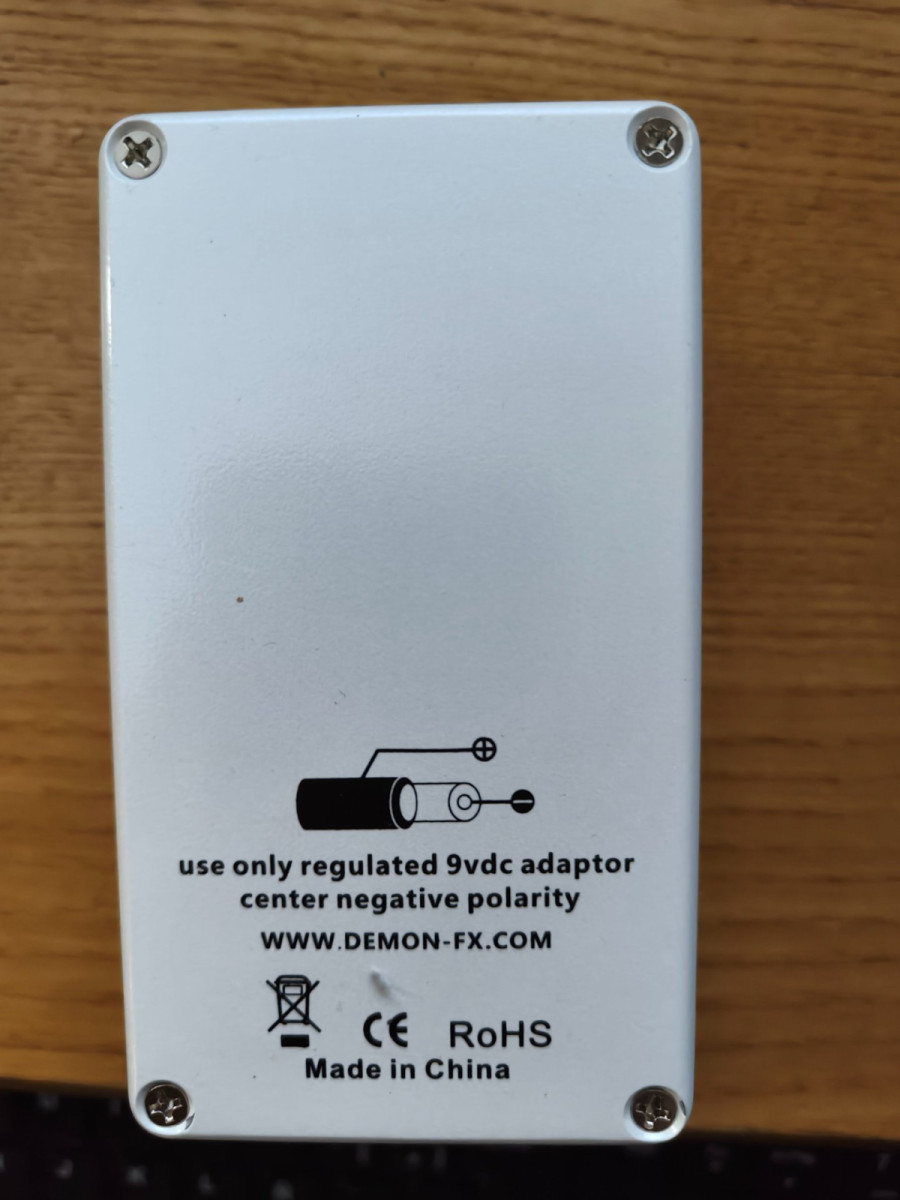 use only regulated 9vdc adaptor
center negative polarity
WWW.DEMON-FX.COM
CE RoHS
Made in China